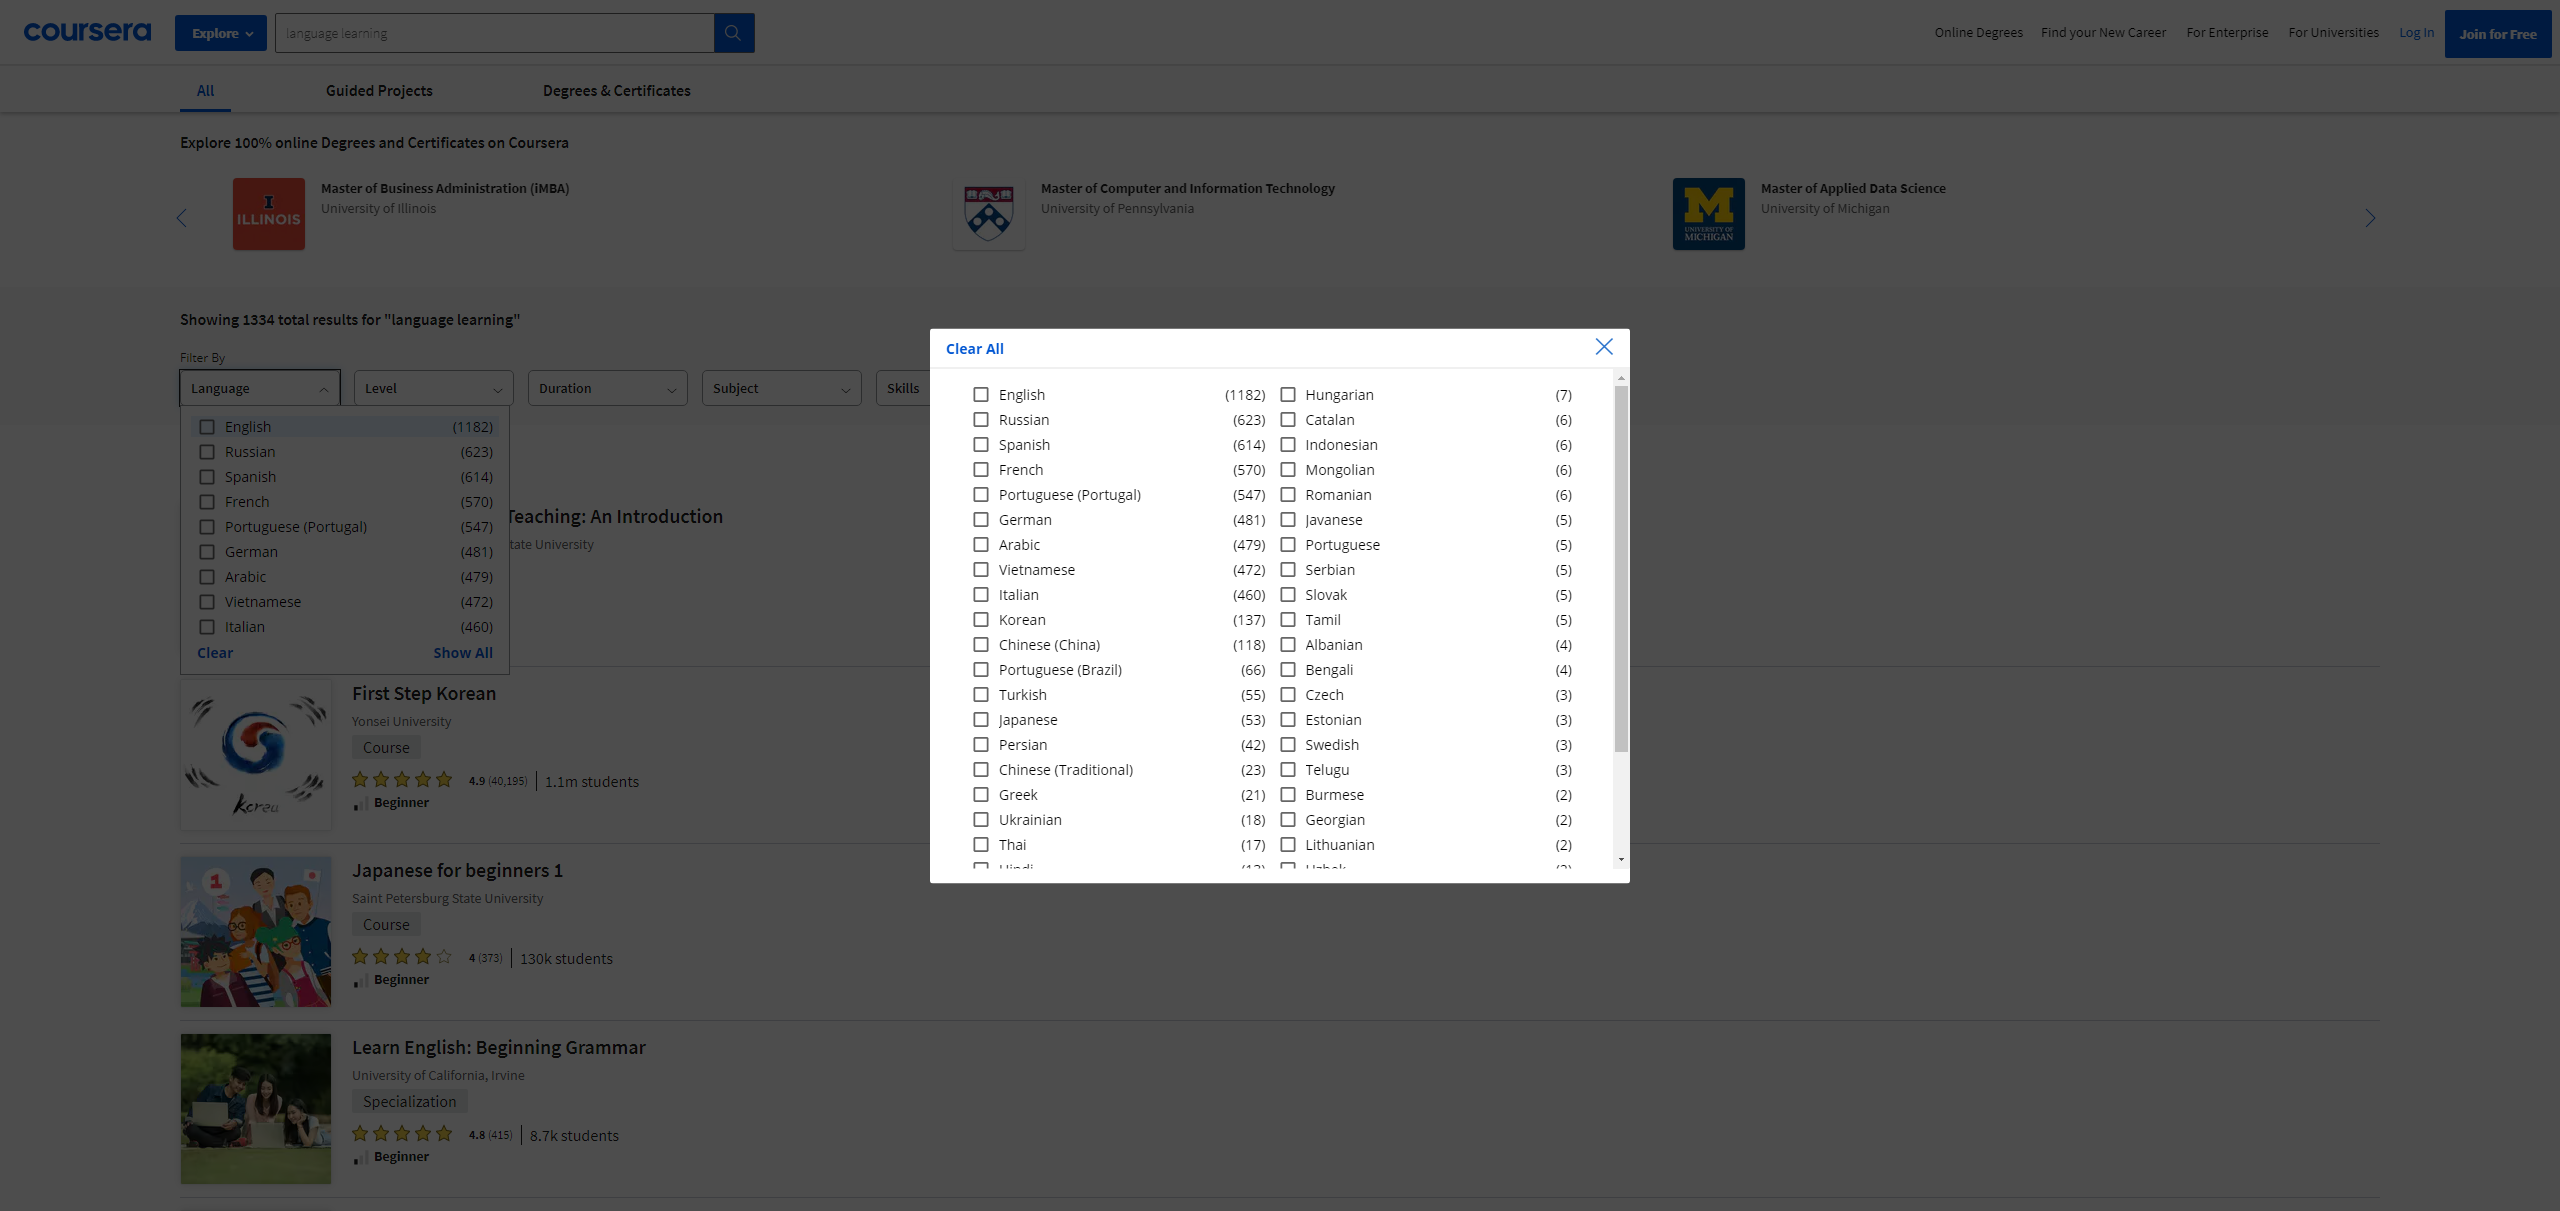 coursera
Explore
language learning
Online Degrees
Find your New Career
For Enterprise
For Universities
Log In
Join for Free
All
Guided Projects
Degrees & Certificates
Explore 100% online Degrees and Certificates on Coursera
I
ILLINOIS
Master of Business Administration (iMBA)
University of Illinois
Master of Computer and Information Technology
University of Pennsylvania
M
UNIVERSITY OF
MICHIGAN
Master of Applied Data Science
University of Michigan
Showing 1334 total results for "language learning"
Filter By
Language
Level
Duration
Subject
Skills
English (1182)
Russian (623)
Spanish (614)
French (570)
Portuguese (Portugal) (547)
German (481)
Arabic (479)
Vietnamese (472)
Italian (460)
Clear
Show All
Teaching: An Introduction
tate University
First Step Korean
Yonsei University
Course
4.9 (40,195)
1.1m students
Beginner
Korea
Japanese for beginners 1
Saint Petersburg State University
Course
4 (373)
130k students
Beginner
1
Learn English: Beginning Grammar
University of California, Irvine
Specialization
4.8 (415)
8.7k students
Beginner
Clear All
English (1182)
Russian (623)
Spanish (614)
French (570)
Portuguese (Portugal) (547)
German (481)
Arabic (479)
Vietnamese (472)
Italian (460)
Korean (137)
Chinese (China) (118)
Portuguese (Brazil) (66)
Turkish (55)
Japanese (53)
Persian (42)
Chinese (Traditional) (23)
Greek (21)
Ukrainian (18)
Thai (17)
Hindi (13)
Hungarian (7)
Catalan (6)
Indonesian (6)
Mongolian (6)
Romanian (6)
Javanese (5)
Portuguese (5)
Serbian (5)
Slovak (5)
Tamil (5)
Albanian (4)
Bengali (4)
Czech (3)
Estonian (3)
Swedish (3)
Telugu (3)
Burmese (2)
Georgian (2)
Lithuanian (2)
Uzbek (2)